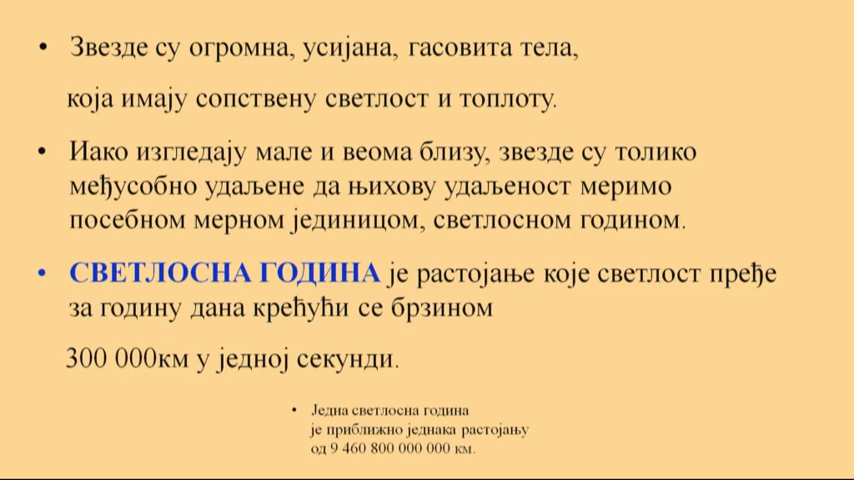 • Звезде су огромна, усијана, гасовита тела,
која имају сопствену светлост и топлоту.
• Иако изгледају мале и веома близу, звезде су толико
међусобно удаљене да њихову удаљеност меримо
посебном мерном јединицом, светлосном годином.
• СВЕТЛОСНА ГОДИНА је растојање које светлост пређе
за годину дана крећући се брзином
300 000км у једној секунди.
• Једна светлосна година
је приближно једнака растојању
од 9 460 800 000 000 км.